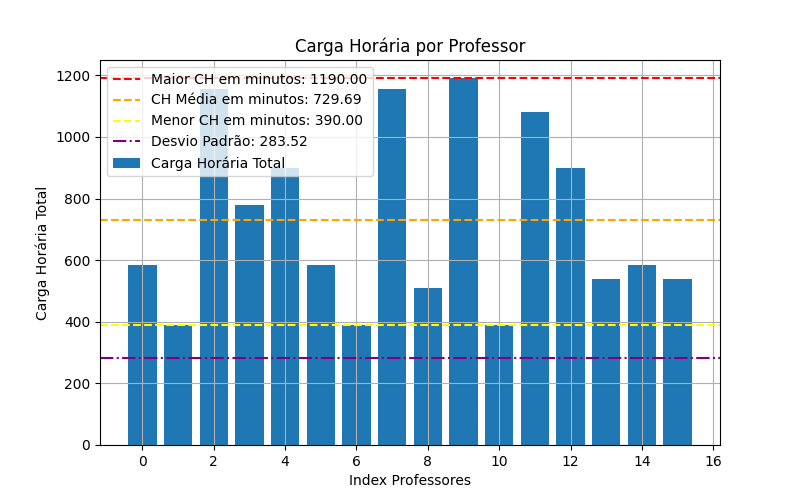 Carga Horária por Professor
Maior CH em minutos: 1190.00
CH Média em minutos: 729.69
Menor CH em minutos: 390.00
Desvio Padrão: 283.52
Carga Horária Total
Carga Horária Total
1200
1000
800
600
400
200
0
0 2 4 6 8 10 12 14 16
Index Professores